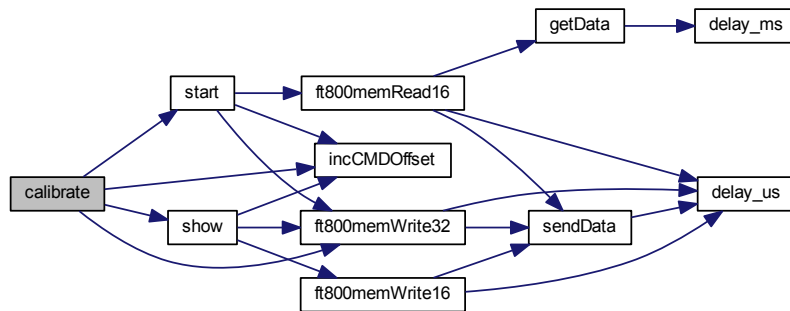 getData
delay_ms
start
ft800memRead16
incCMDOffset
calibrate
delay_us
show
ft800memWrite32
sendData
ft800memWrite16